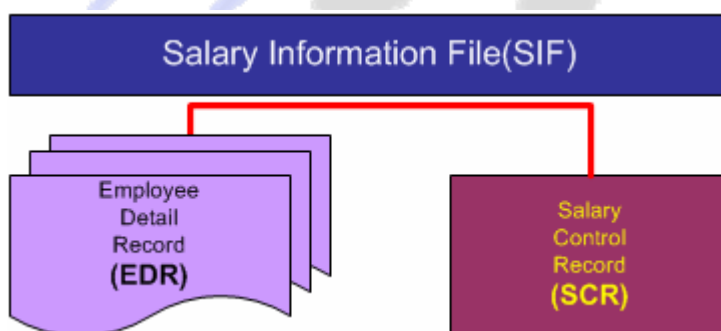 Salary Information File(SIF)
Employee
Detail
Record
(EDR)
Salary
Control
Record
(SCR)